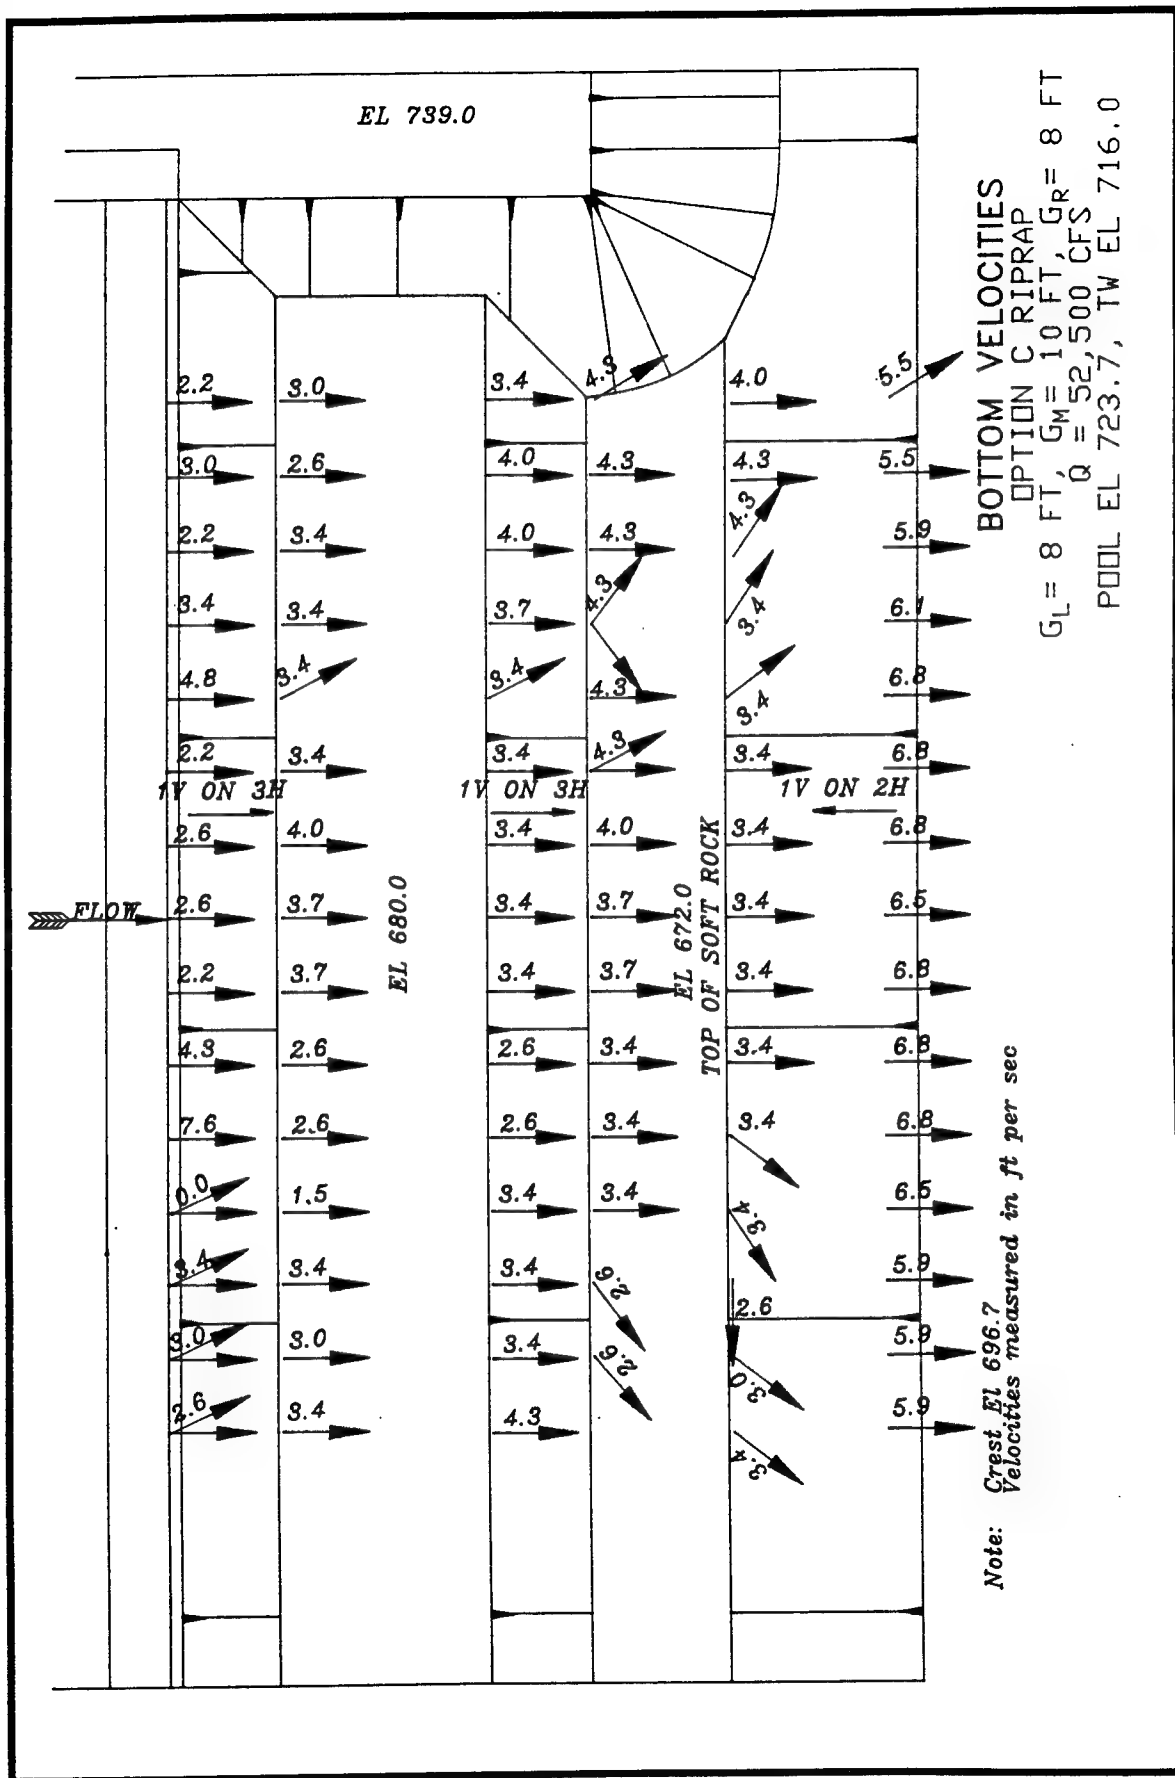 EL 739.0
2.2 3.0 3.4 4.3 4.0 5.5
3.0 2.6 4.0 4.3 4.3 5.5
2.2 3.4 4.0 4.3 4.3 5.9
3.4 3.4 3.7 4.3 3.4 6.1
4.8 3.4 3.4 4.3 3.4 6.8
2.2 3.4 3.4 4.3 3.4 6.8
1V ON 3H 1V ON 3H 1V ON 2H
2.6 4.0 3.4 4.0 3.4 6.8
FLOW 2.6 3.7 3.4 3.7 3.4 6.5
EL 680.0
EL 672.0
TOP OF SOFT ROCK
2.2 3.7 3.4 3.7 3.4 6.8
4.3 2.6 2.6 3.4 3.4 6.8
7.6 2.6 2.6 3.4 3.4 6.8
0.0 1.5 3.4 3.4 3.4 6.5
3.4 3.4 3.4 2.6 2.6 5.9
3.0 3.0 3.4 2.6 3.0 5.9
2.6 3.4 4.3 3.4 5.9
BOTTOM VELOCITIES
OPTION C RIPRAP
GL= 8 FT, GM= 10 FT, GR= 8 FT
Q = 52,500 CFS
POOL EL 723.7, TW EL 716.0
Note: Crest El 696.7
Velocities measured in ft per sec